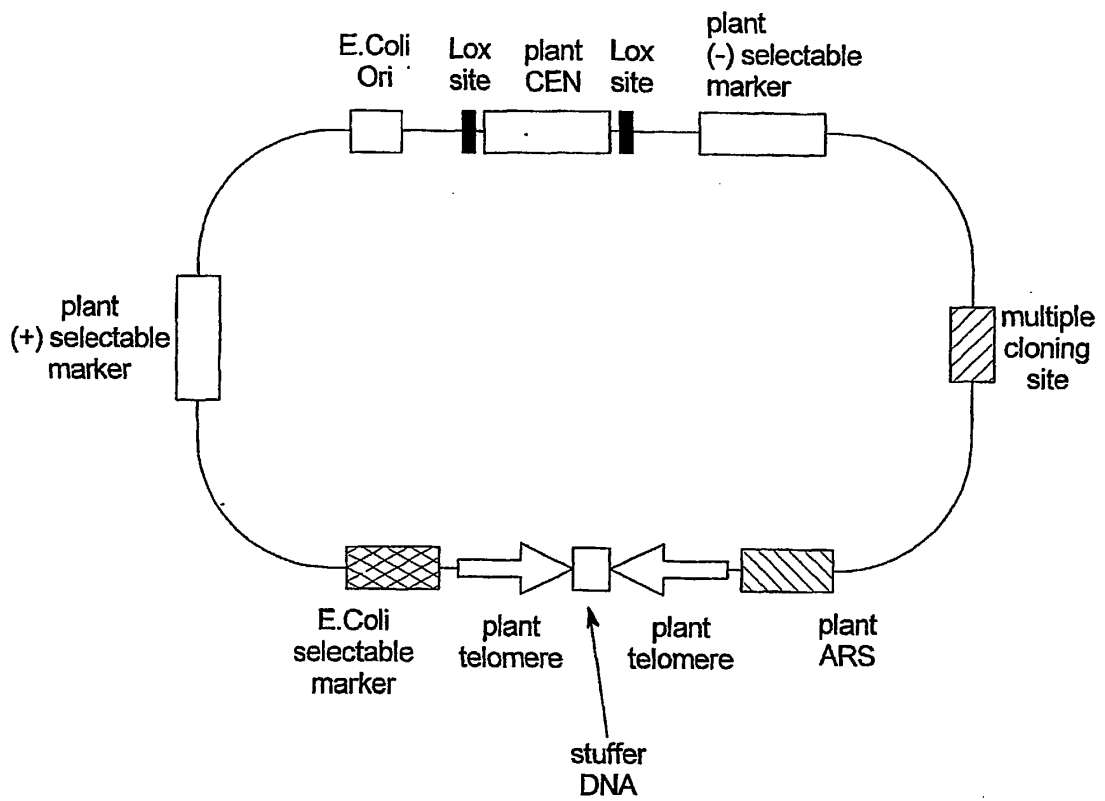 E.Coli
Ori
Lox
site
plant
CEN
Lox
site
plant
(-) selectable
marker
plant
(+) selectable
marker
multiple
cloning
site
E.Coli
selectable
marker
plant
telomere
plant
telomere
plant
ARS
stuffer
DNA